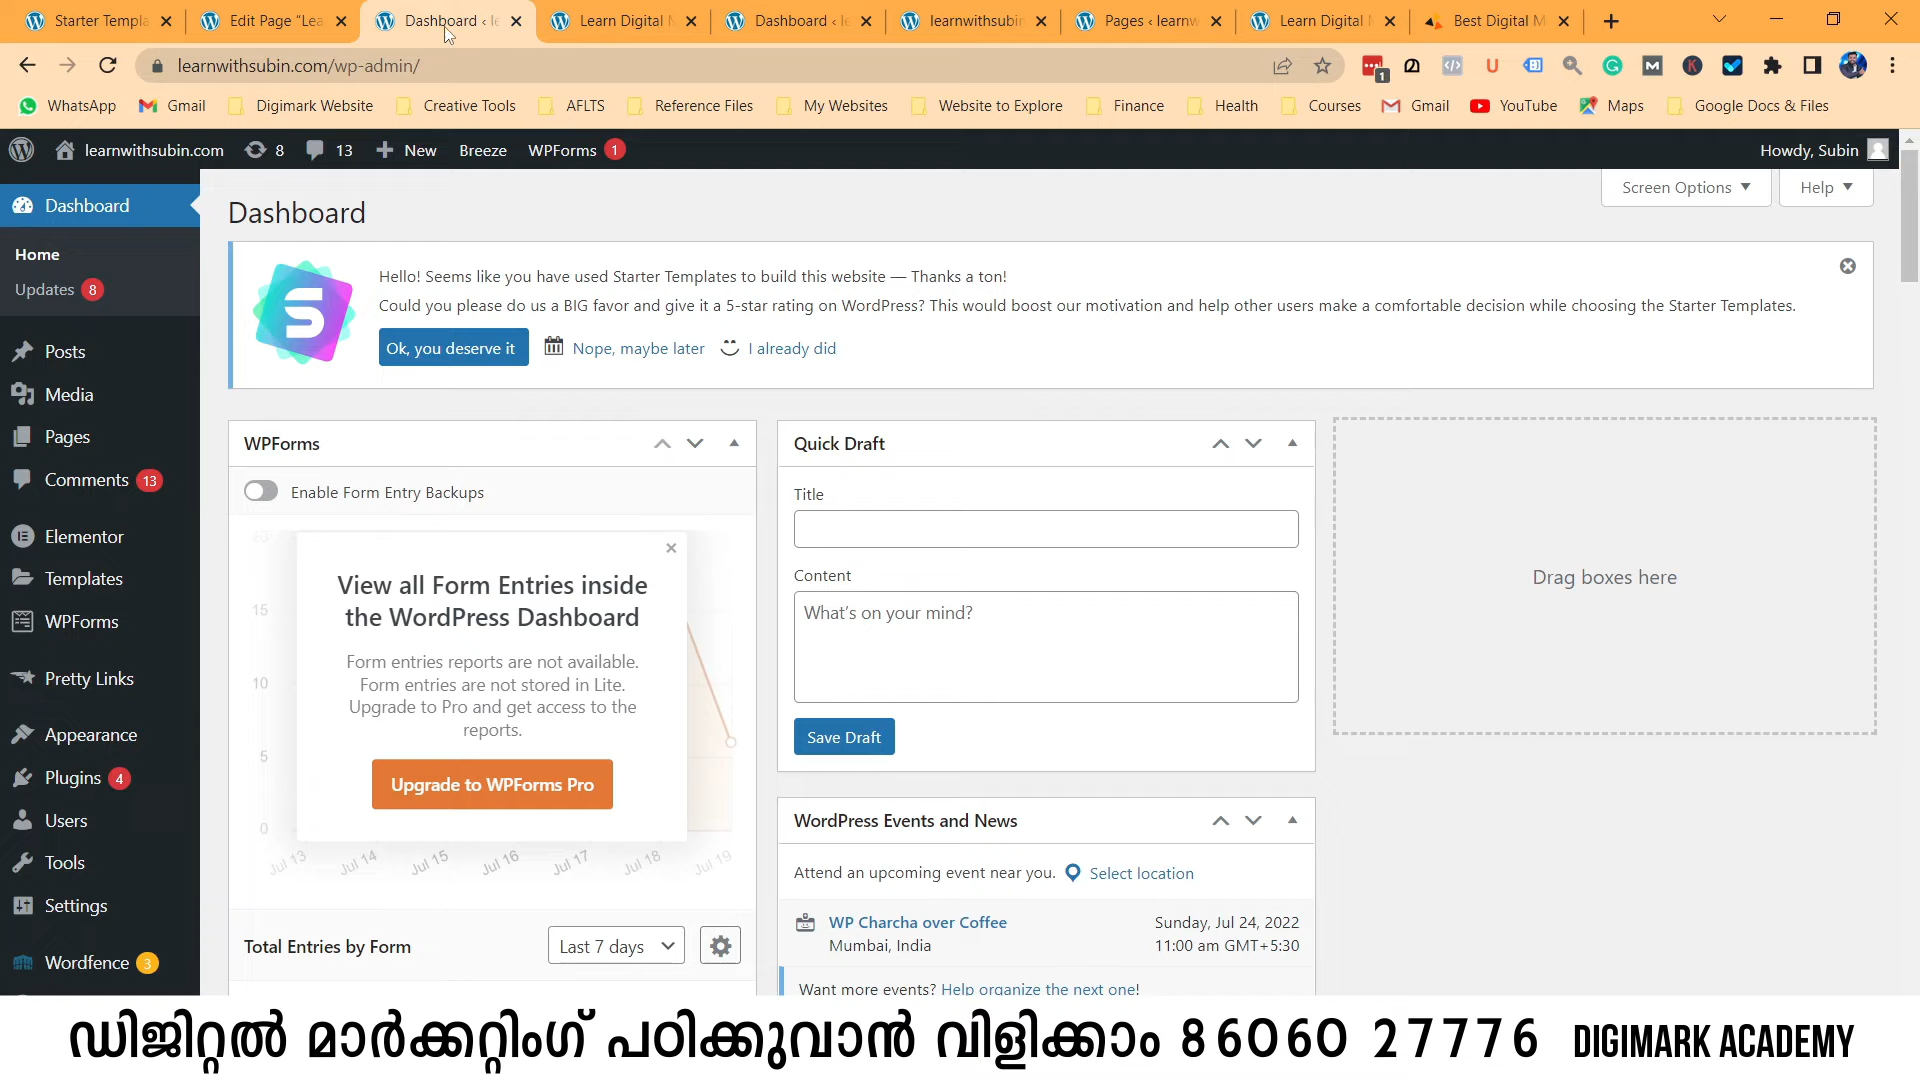 Starter Templa
Edit Page "Lea
Dashboard ‹ le
Learn Digital M
Dashboard ‹ le
learnwithsubin
Pages ‹ learnw
Learn Digital M
Best Digital M
learnwithsubin.com/wp-admin/
WhatsApp
Gmail
Digimark Website
Creative Tools
AFLTS
Reference Files
My Websites
Website to Explore
Finance
Health
Courses
Gmail
YouTube
Maps
Google Docs & Files
learnwithsubin.com
8
13
New
Breeze
WPForms 1
Howdy, Subin
Screen Options
Help
Dashboard
Home
Updates 8
Posts
Media
Pages
Comments 13
Elementor
Templates
WPForms
Pretty Links
Appearance
Plugins 4
Users
Tools
Settings
Wordfence 3
Dashboard
Hello! Seems like you have used Starter Templates to build this website — Thanks a ton!
Could you please do us a BIG favor and give it a 5-star rating on WordPress? This would boost our motivation and help other users make a comfortable decision while choosing the Starter Templates.
Ok, you deserve it
Nope, maybe later
I already did
WPForms
Enable Form Entry Backups
20
15
10
5
0
View all Form Entries inside
the WordPress Dashboard
Form entries reports are not available.
Form entries are not stored in Lite.
Upgrade to Pro and get access to the
reports.
Upgrade to WPForms Pro
Jul 13
Jul 14
Jul 15
Jul 16
Jul 17
Jul 18
Jul 19
Total Entries by Form
Last 7 days
Quick Draft
Title
Content
What's on your mind?
Save Draft
WordPress Events and News
Attend an upcoming event near you.
Select location
WP Charcha over Coffee
Mumbai, India
Sunday, Jul 24, 2022
11:00 am GMT+5:30
Want more events? Help organize the next one!
Drag boxes here
ഡിജിറ്റൽ മാർക്കറ്റിംഗ് പഠിക്കുവാൻ വിളിക്കാം 86060 27776 DIGIMARK ACADEMY